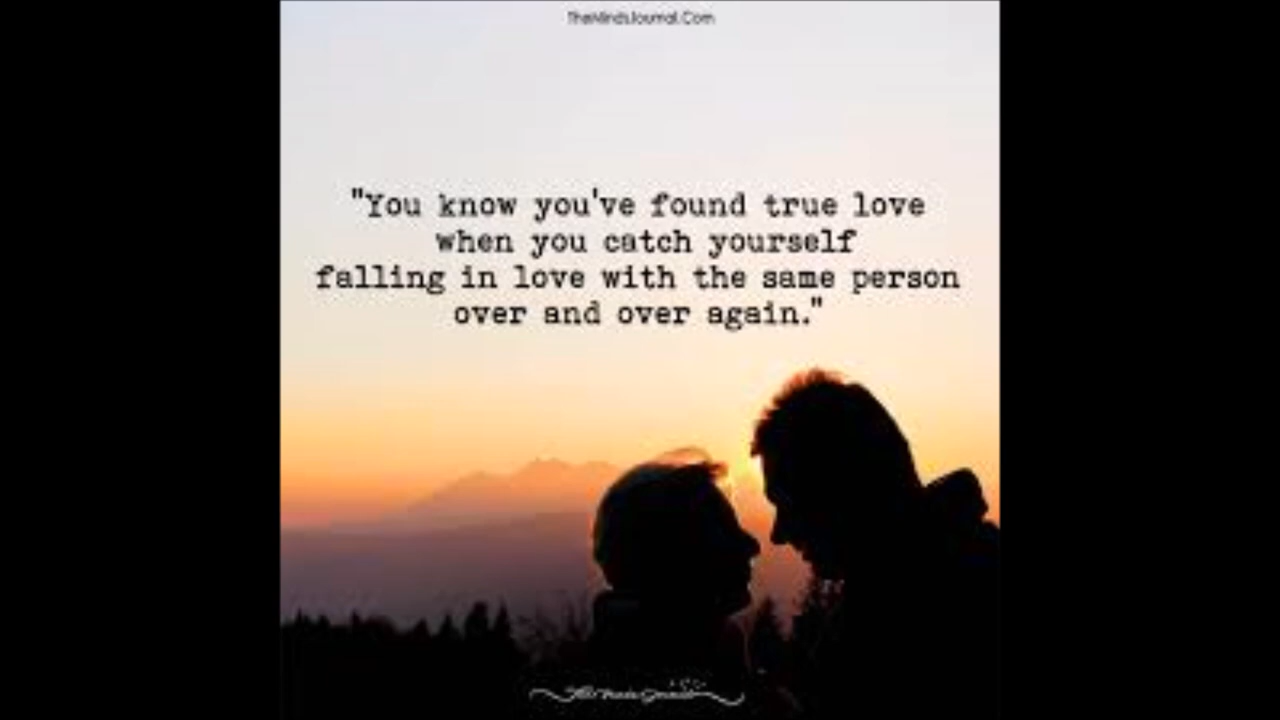 TheMindsJournal.Com
"You know you've found true love
when you catch yourself
falling in love with the same person
over and over again."